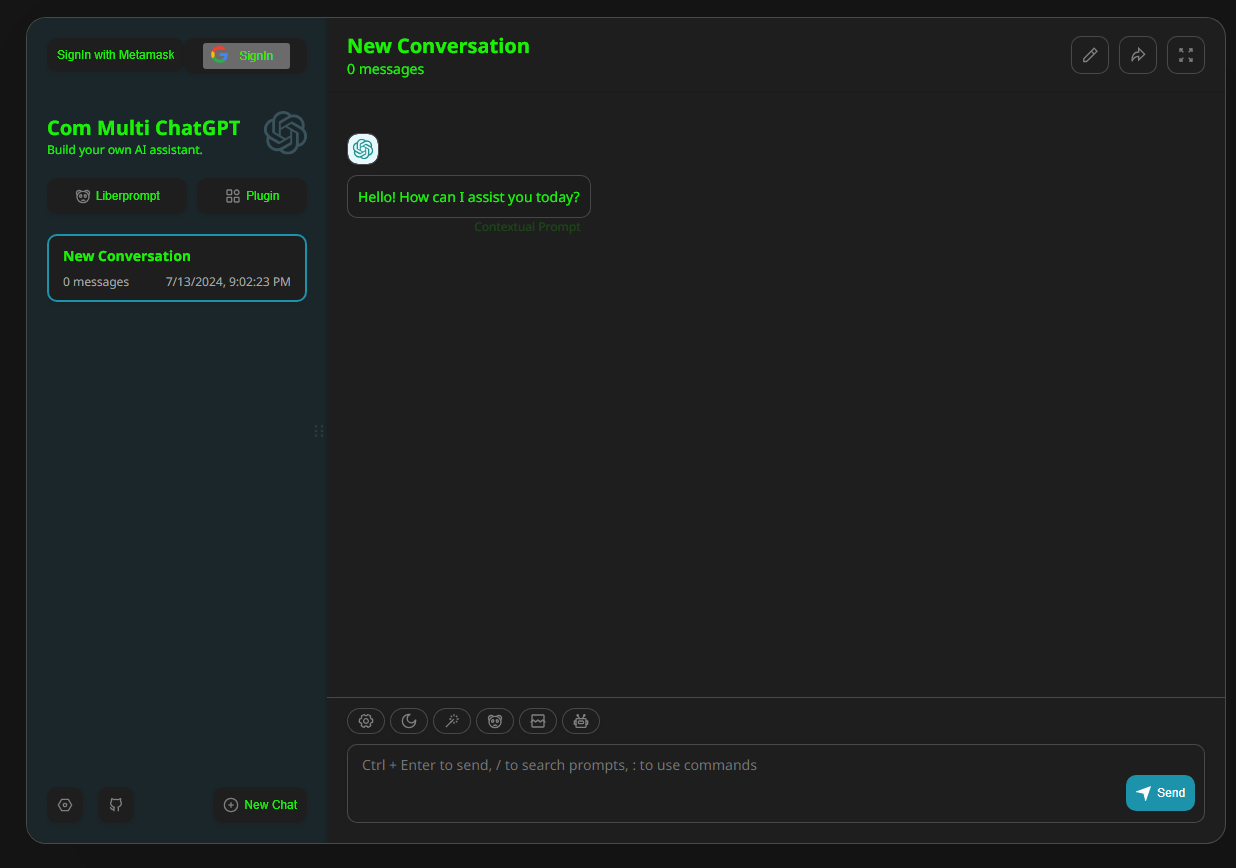 SignIn with Metamask
SignIn
Com Multi ChatGPT
Build your own AI assistant.
Liberprompt
Plugin
New Conversation
0 messages 7/13/2024, 9:02:23 PM
New Chat
New Conversation
0 messages
Hello! How can I assist you today?
Contextual Prompt
Ctrl + Enter to send, / to search prompts, : to use commands
Send